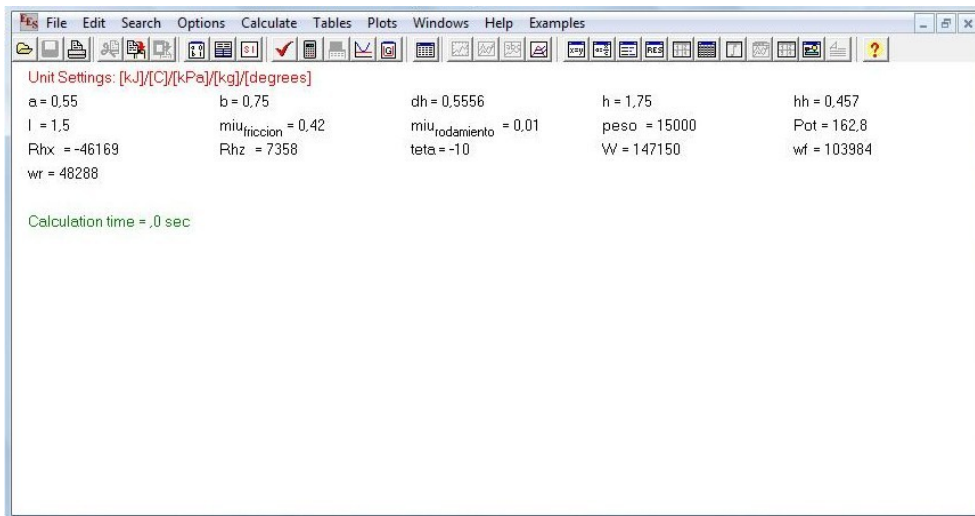 EES File Edit Search Options Calculate Tables Plots Windows Help Examples
Unit Settings: [kJ]/[C]/[kPa]/[kg]/[degrees]
a = 0,55 b = 0,75 dh = 0,5556 h = 1,75 hh = 0,457
l = 1,5 miu_friccion = 0,42 miu_rodamiento = 0,01 peso = 15000 Pot = 162,8
Rhx = -46169 Rhz = 7358 teta = -10 W = 147150 wf = 103984
wr = 48288
Calculation time = ,0 sec